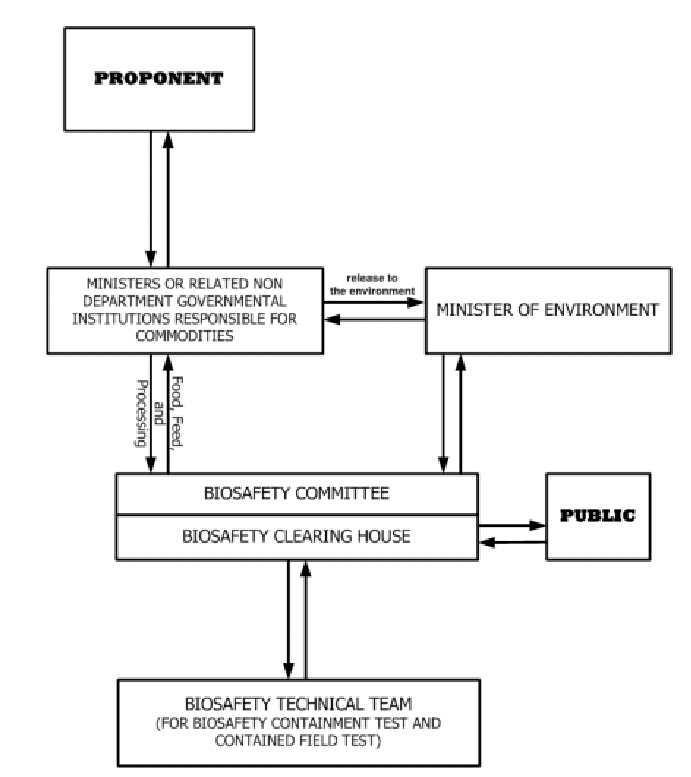 PROPONENT
MINISTERS OR RELATED NON
DEPARTMENT GOVERNMENTAL
INSTITUTIONS RESPONSIBLE FOR
COMMODITIES
release to
the environment
MINISTER OF ENVIRONMENT
Food, Feed,
and
Processing
BIOSAFETY COMMITTEE
BIOSAFETY CLEARING HOUSE
PUBLIC
BIOSAFETY TECHNICAL TEAM
(FOR BIOSAFETY CONTAINMENT TEST AND
CONTAINED FIELD TEST)